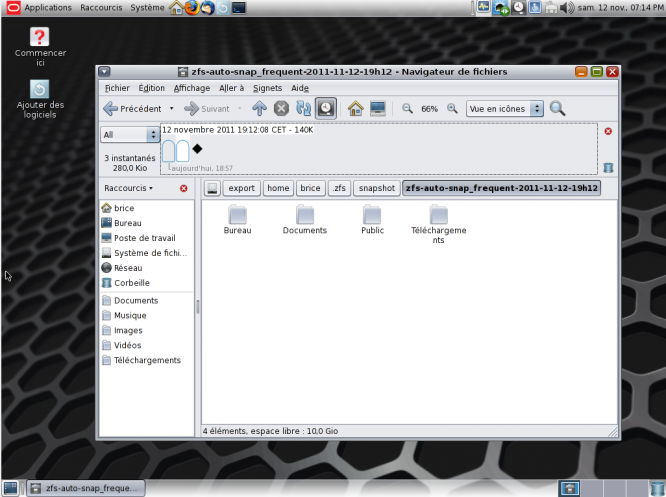 Applications Raccourcis Système sam. 12 nov., 07:14 PM
Commencer
ici
Ajouter des
logiciels
zfs-auto-snap_frequent-2011-11-12-19h12 - Navigateur de fichiers
Fichier Édition Affichage Aller à Signets Aide
Précédent Suivant 66% Vue en icônes
All
12 novembre 2011 19:12:08 CET - 140K
3 instantanés
280,0 Kio
aujourd'hui, 18:57
Raccourcis
export home brice .zfs snapshot zfs-auto-snap_frequent-2011-11-12-19h12
brice
Bureau
Poste de travail
Système de fichi...
Réseau
Corbeille
Documents
Musique
Images
Vidéos
Téléchargements
Bureau
Documents
Public
Téléchargeme
nts
4 éléments, espace libre : 10,0 Gio
zfs-auto-snap_freque...